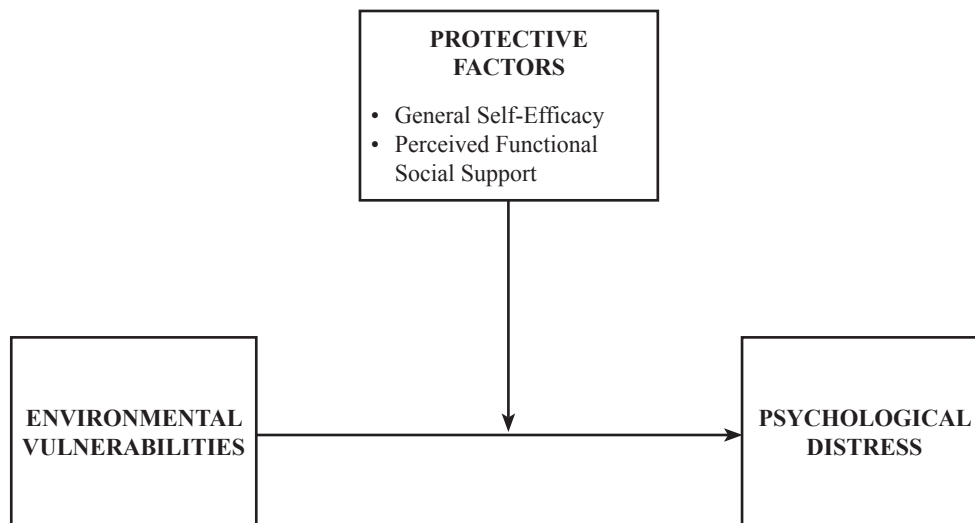 PROTECTIVE
FACTORS
• General Self-Efficacy
• Perceived Functional
Social Support
ENVIRONMENTAL
VULNERABILITIES
PSYCHOLOGICAL
DISTRESS